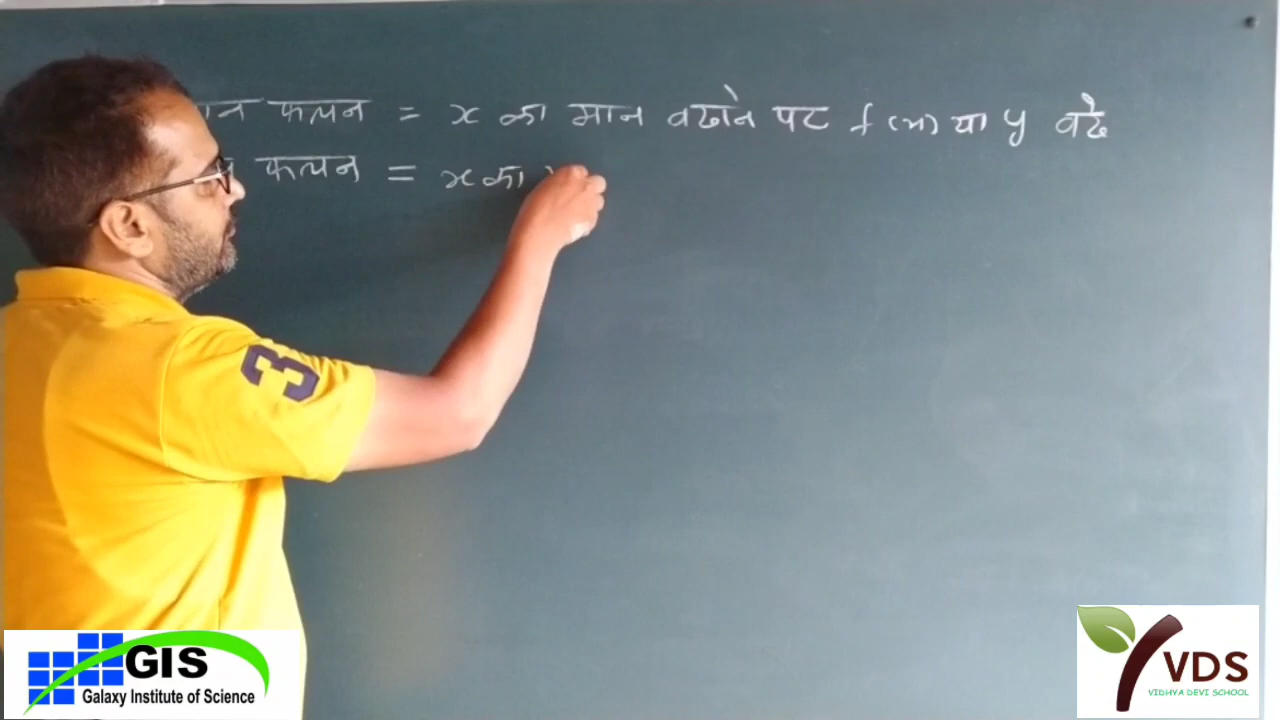 मान फलन = x का मान बढाने पर f(x) या y बढे
फलन = x का
3
GIS
Galaxy Institute of Science
VDS
VIDHYA DEVI SCHOOL